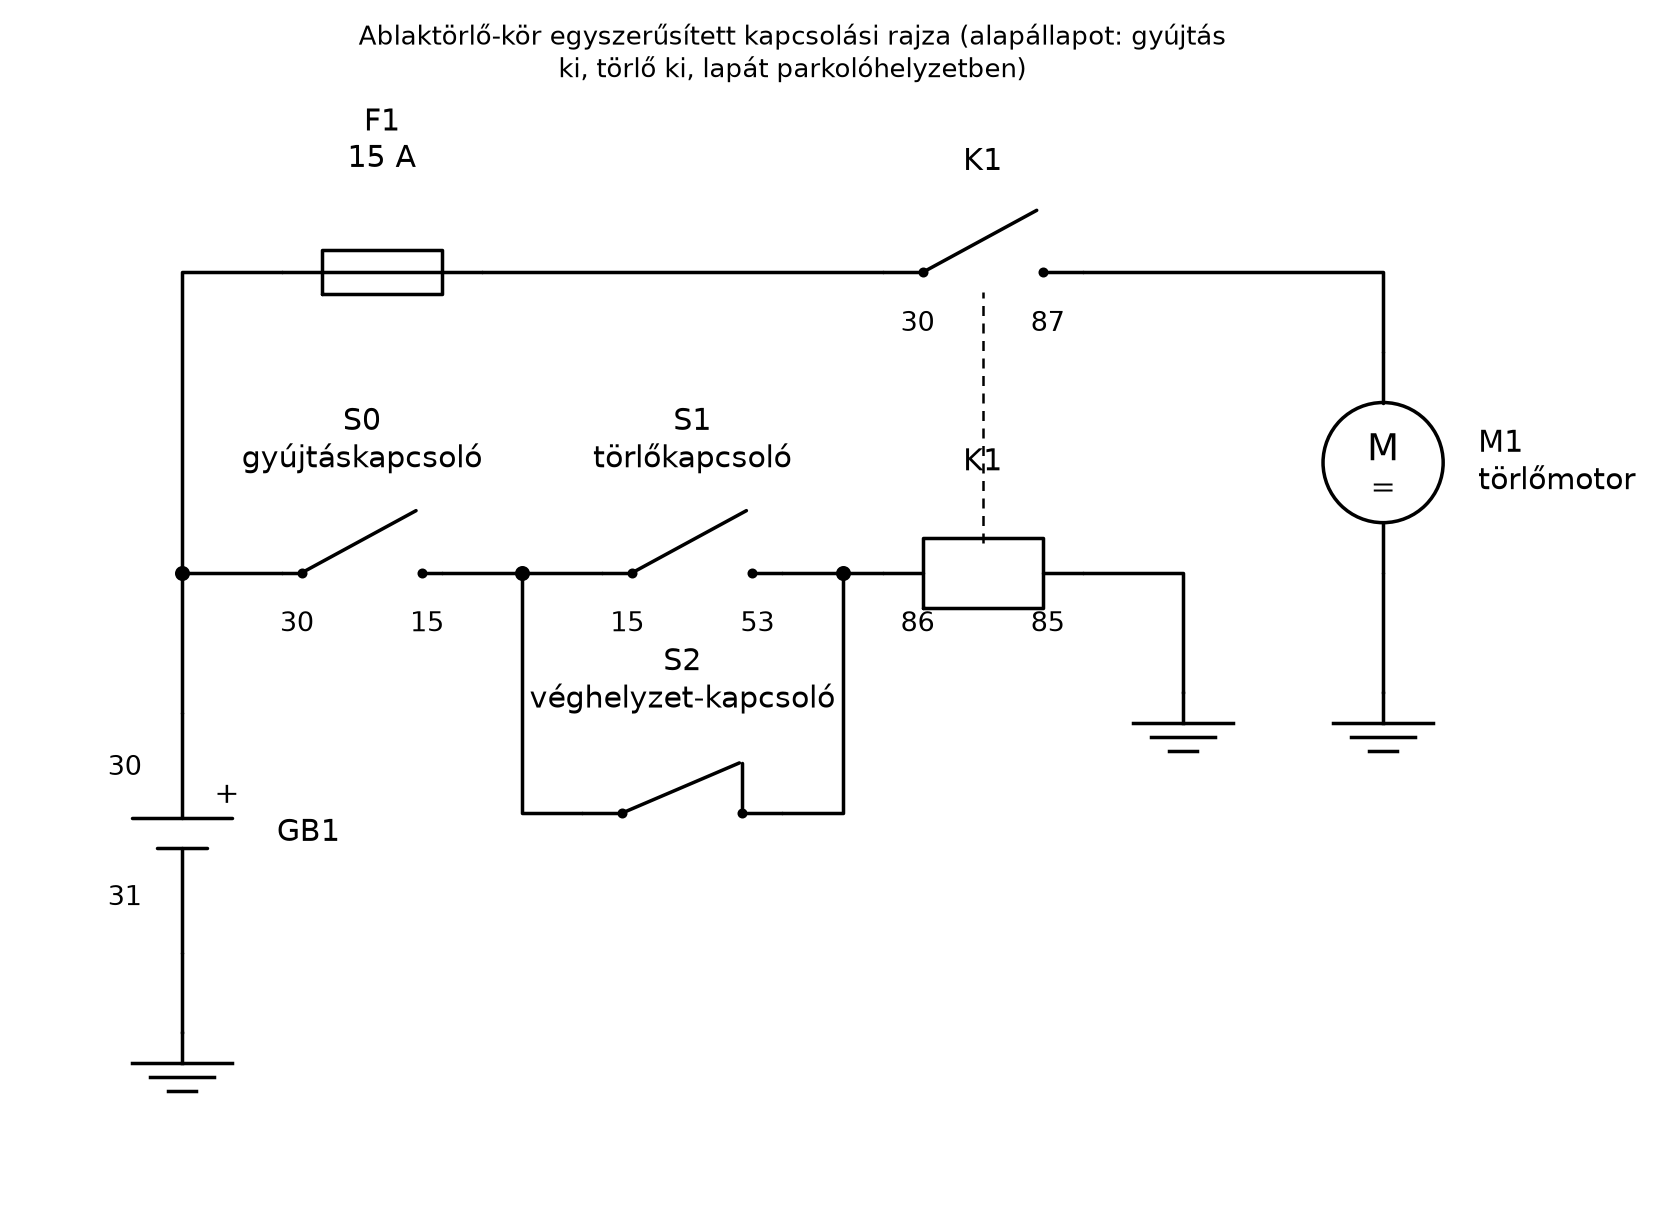 Ablaktörlő-kör egyszerűsített kapcsolási rajza (alapállapot: gyújtás
ki, törlő ki, lapát parkolóhelyzetben)
F1
15 A
K1
30
87
S0
gyújtáskapcsoló
S1
törlőkapcsoló
K1
M
=
M1
törlőmotor
30
15
15
53
86
85
S2
véghelyzet-kapcsoló
30
+
GB1
31